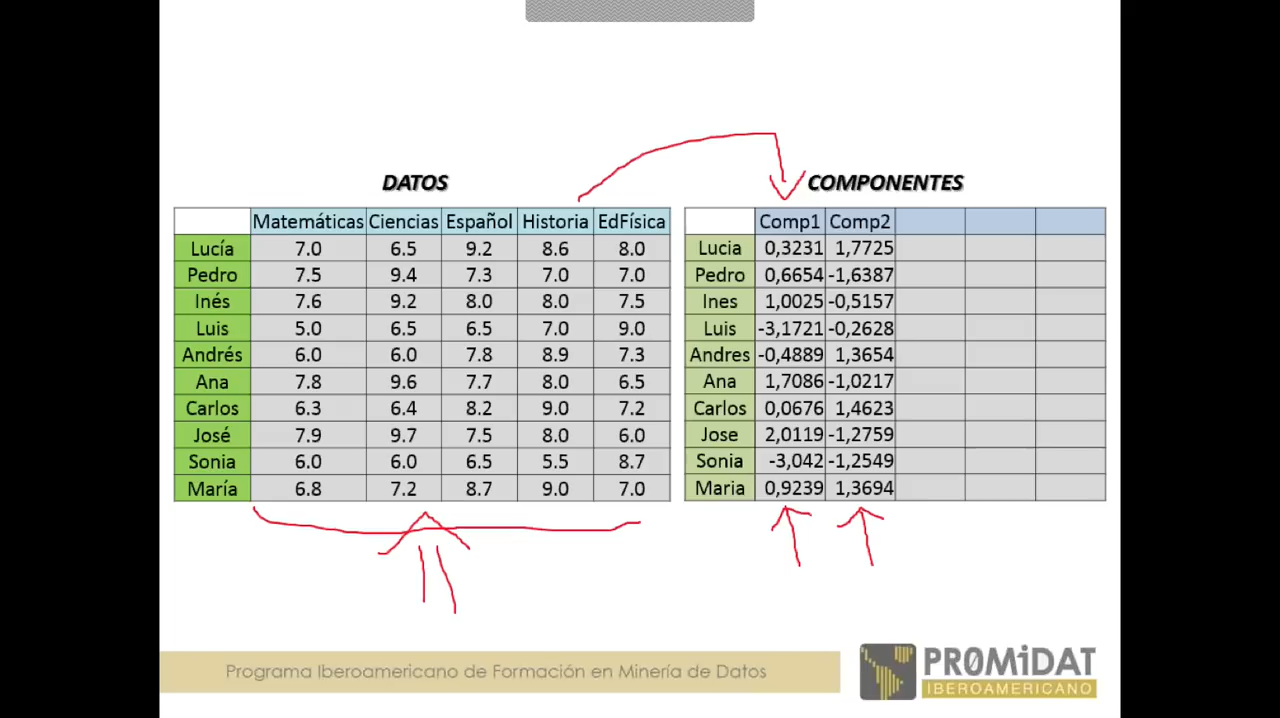 DATOS
Matemáticas Ciencias Español Historia EdFísica
Lucía 7.0 6.5 9.2 8.6 8.0
Pedro 7.5 9.4 7.3 7.0 7.0
Inés 7.6 9.2 8.0 8.0 7.5
Luis 5.0 6.5 6.5 7.0 9.0
Andrés 6.0 6.0 7.8 8.9 7.3
Ana 7.8 9.6 7.7 8.0 6.5
Carlos 6.3 6.4 8.2 9.0 7.2
José 7.9 9.7 7.5 8.0 6.0
Sonia 6.0 6.0 6.5 5.5 8.7
María 6.8 7.2 8.7 9.0 7.0
COMPONENTES
Comp1 Comp2
Lucia 0,3231 1,7725
Pedro 0,6654 -1,6387
Ines 1,0025 -0,5157
Luis -3,1721 -0,2628
Andres -0,4889 1,3654
Ana 1,7086 -1,0217
Carlos 0,0676 1,4623
Jose 2,0119 -1,2759
Sonia -3,042 -1,2549
Maria 0,9239 1,3694
Programa Iberoamericano de Formación en Minería de Datos
PR0MiDAT
IBEROAMERICANO